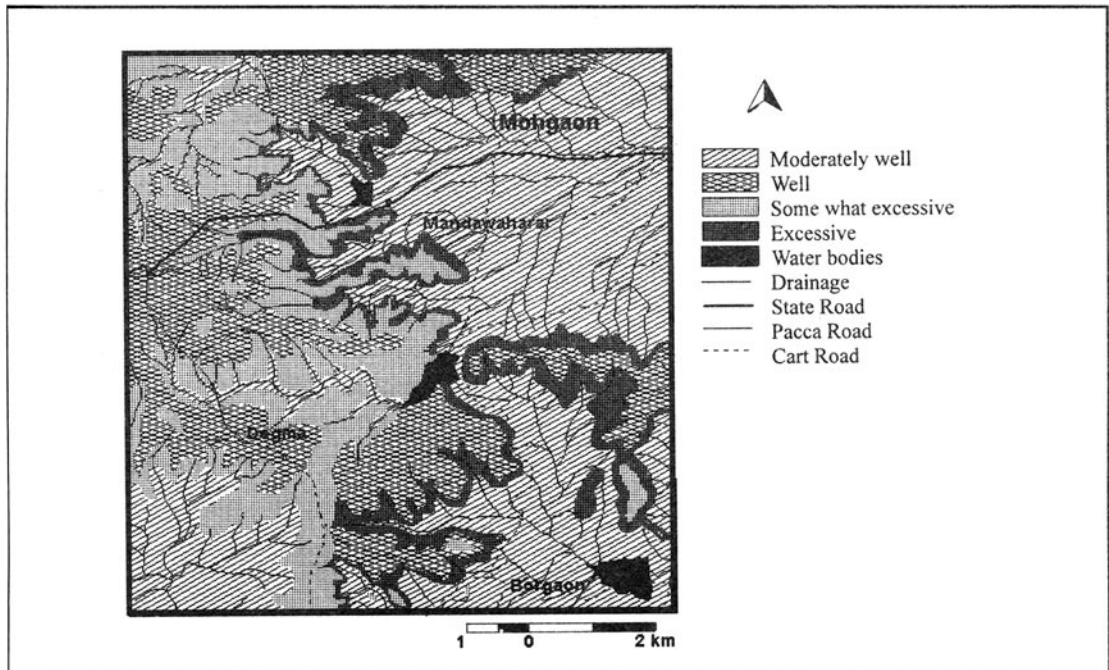 Mohgaon
Mandawaharai
Degma
Borgaon
Moderately well
Well
Some what excessive
Excessive
Water bodies
Drainage
State Road
Pacca Road
Cart Road
1 0 2 km